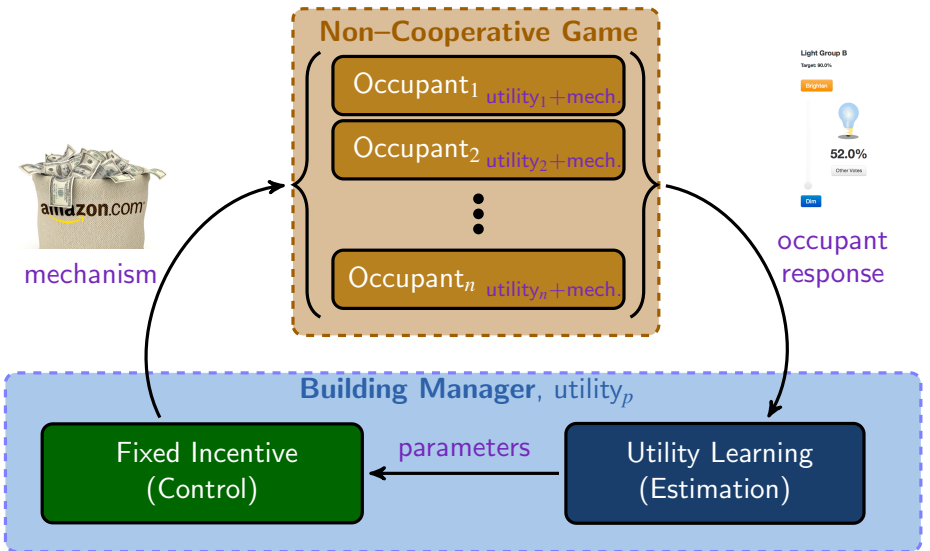 Non–Cooperative Game
Occupant₁ utility₁+mech.
Occupant₂ utility₂+mech.
Occupantₙ utilityₙ+mech.
Light Group B
Target: 90.0%
Brighten
52.0%
Other Votes
Dim
amazon.com
mechanism
occupant
response
Building Manager, utilityₚ
Fixed Incentive
(Control)
parameters
Utility Learning
(Estimation)